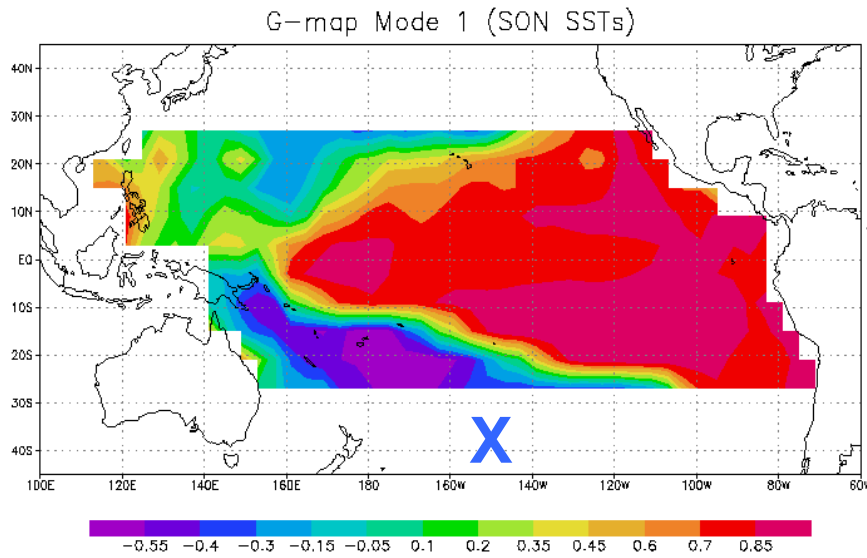 G-map Mode 1 (SON SSTs)
40N
30N
20N
10N
EQ
10S
20S
30S
40S
X
100E 120E 140E 160E 180 160W 140W 120W 100W 80W 60W
-0.55 -0.4 -0.3 -0.15 -0.05 0.1 0.2 0.35 0.45 0.6 0.7 0.85